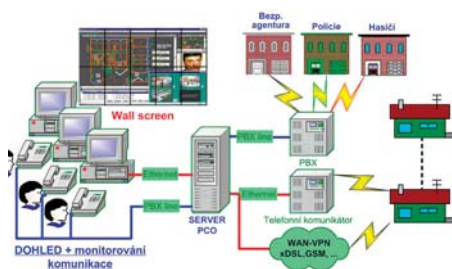 Bezp.
agentura
Policie
Hasiči
Wall screen
PBX line
PBX
Ethernet
Ethernet
PBX line
SERVER
PCO
Telefonní komunikátor
DOHLED + monitorování
komunikace
WAN-VPN
xDSL,GSM, ...